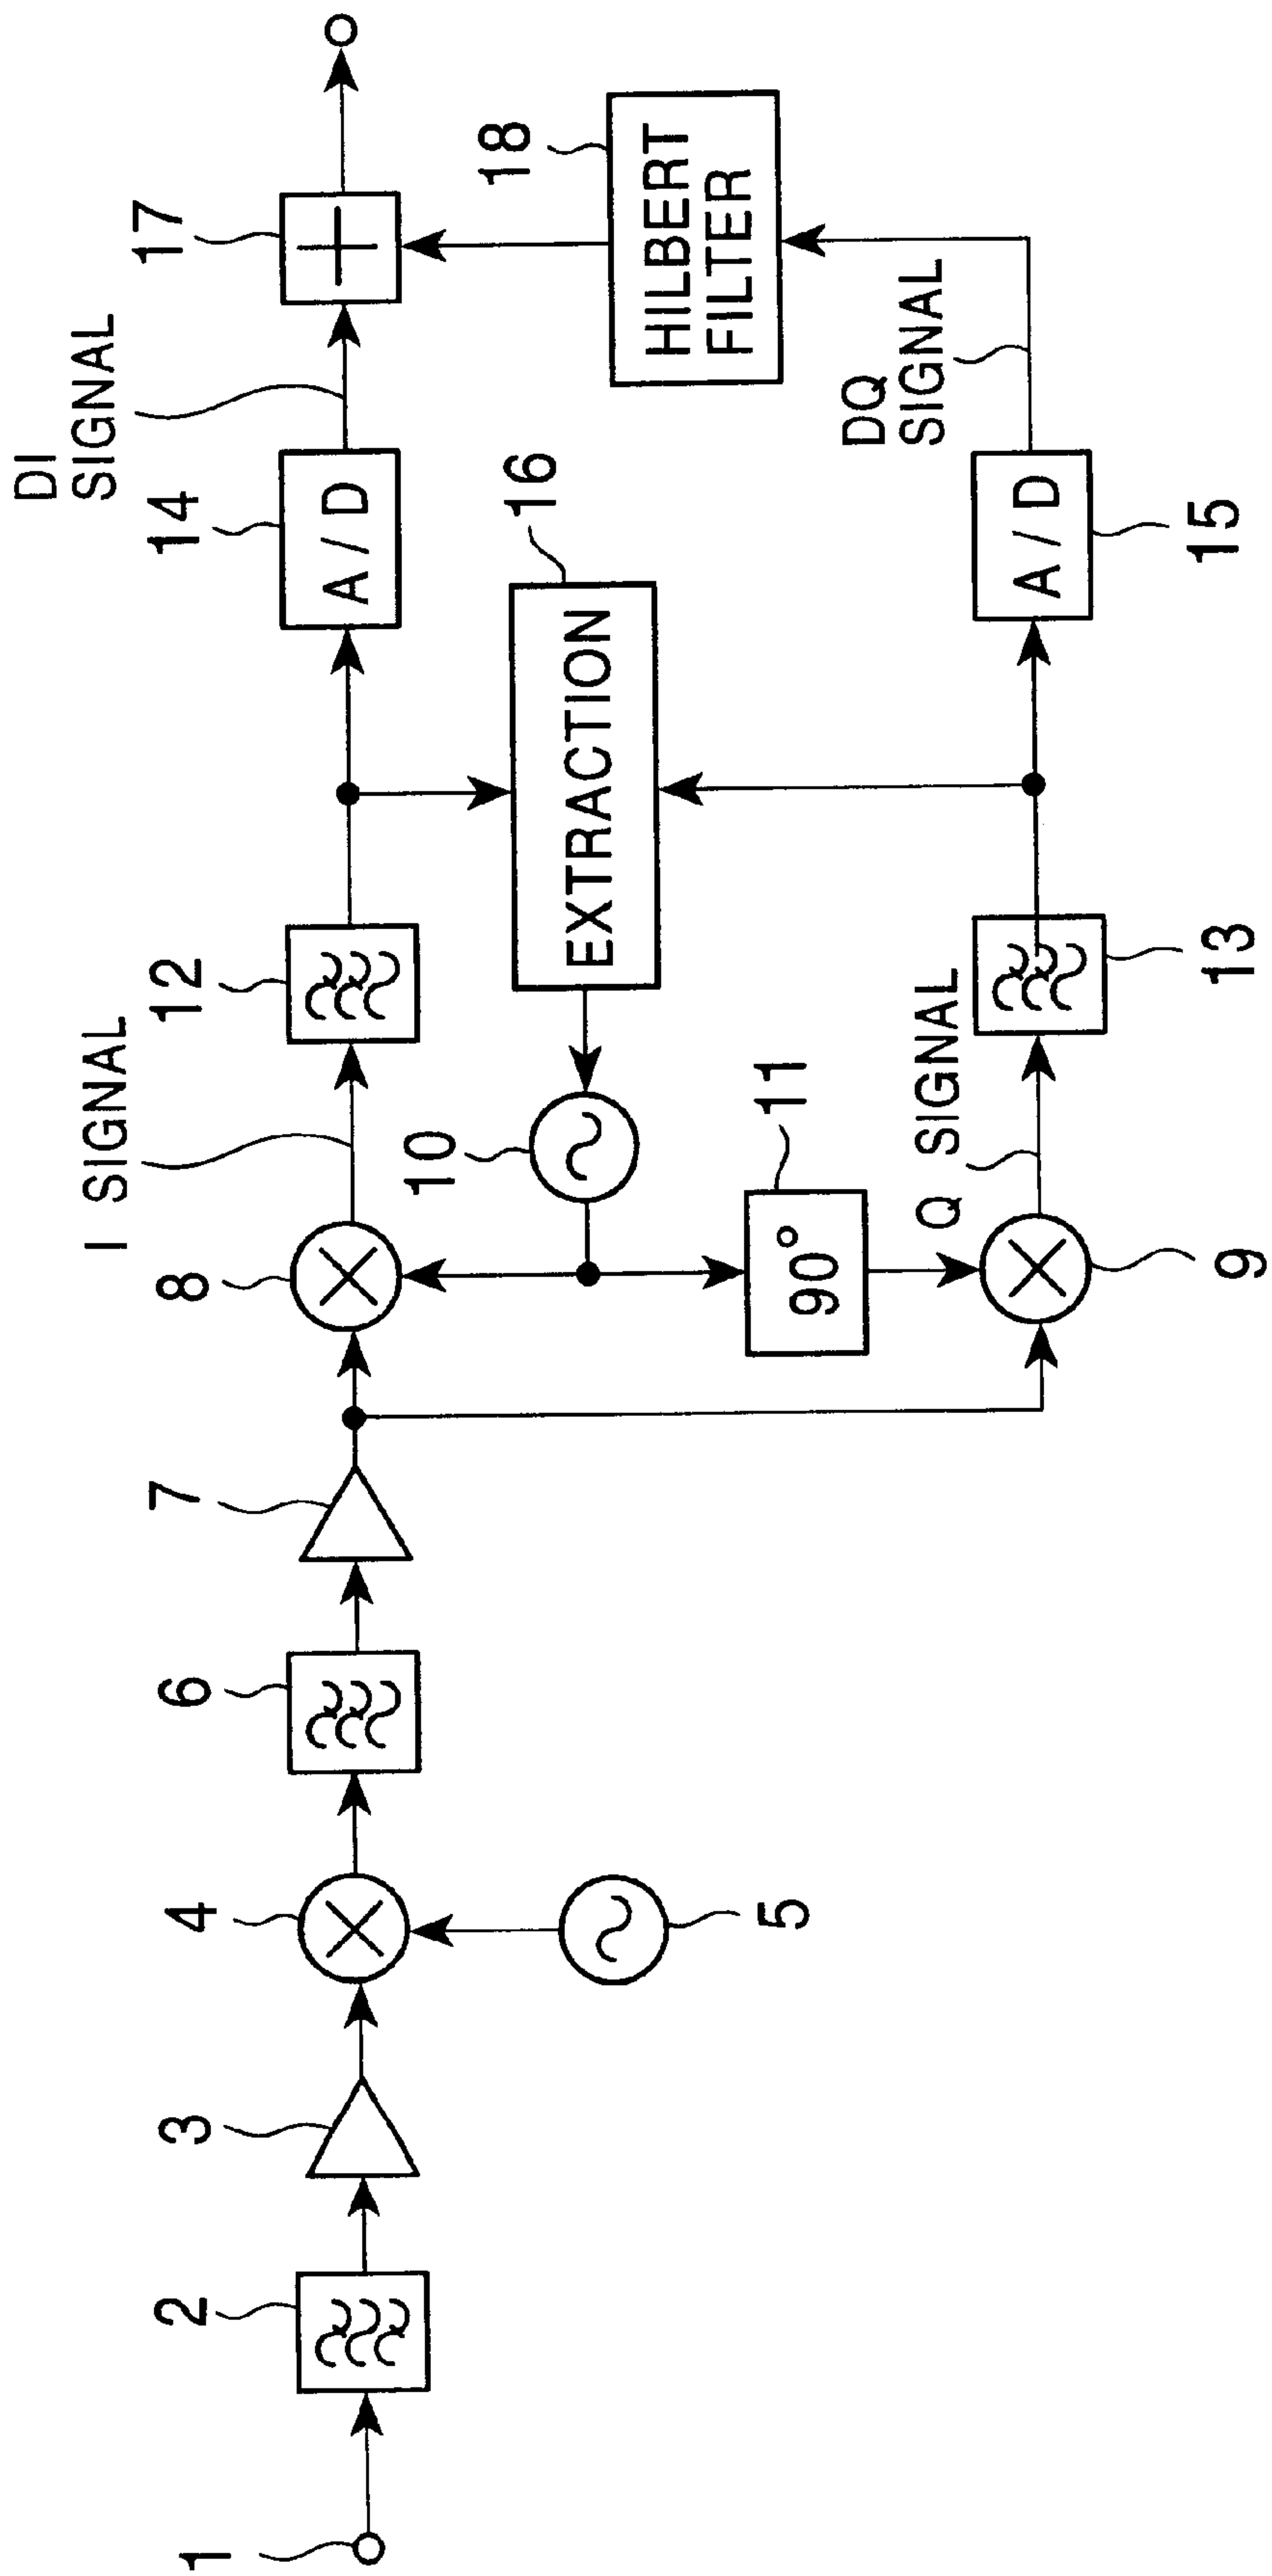 1
2
3
4
5
6
7
8
I SIGNAL
12
14
DI
SIGNAL
17
10
EXTRACTION
16
A / D
HILBERT
FILTER
18
90°
11
Q SIGNAL
9
13
A / D
15
DQ
SIGNAL